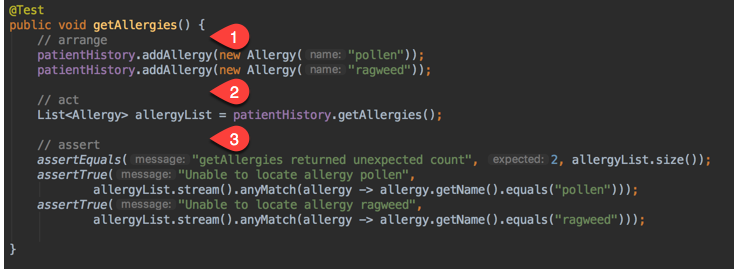 @Test
public void getAllergies() {
// arrange
1
patientHistory.addAllergy(new Allergy( name: "pollen"));
patientHistory.addAllergy(new Allergy( name: "ragweed"));
// act
2
List<Allergy> allergyList = patientHistory.getAllergies();
// assert
3
assertEquals( message: "getAllergies returned unexpected count", expected: 2, allergyList.size());
assertTrue( message: "Unable to locate allergy pollen",
allergyList.stream().anyMatch(allergy -> allergy.getName().equals("pollen")));
assertTrue( message: "Unable to locate allergy ragweed",
allergyList.stream().anyMatch(allergy -> allergy.getName().equals("ragweed")));
}